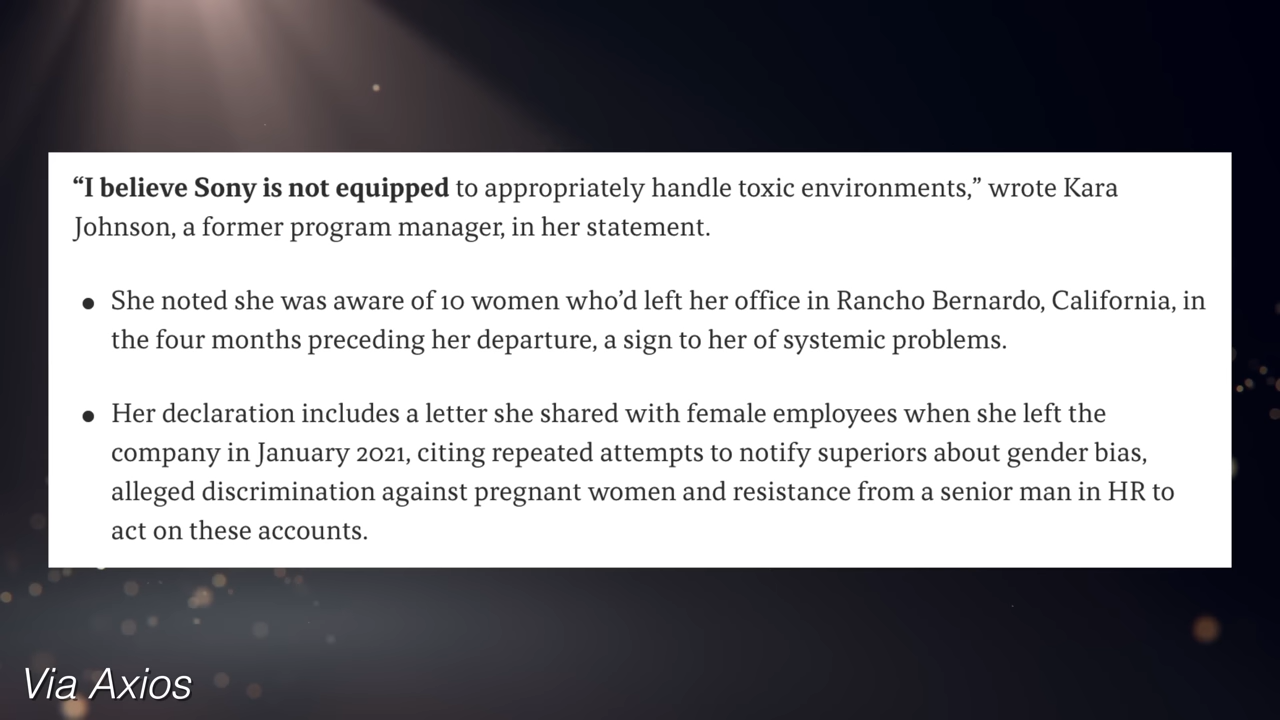 “I believe Sony is not equipped to appropriately handle toxic environments,” wrote Kara
Johnson, a former program manager, in her statement.
● She noted she was aware of 10 women who’d left her office in Rancho Bernardo, California, in
the four months preceding her departure, a sign to her of systemic problems.
● Her declaration includes a letter she shared with female employees when she left the
company in January 2021, citing repeated attempts to notify superiors about gender bias,
alleged discrimination against pregnant women and resistance from a senior man in HR to
act on these accounts.
Via Axios